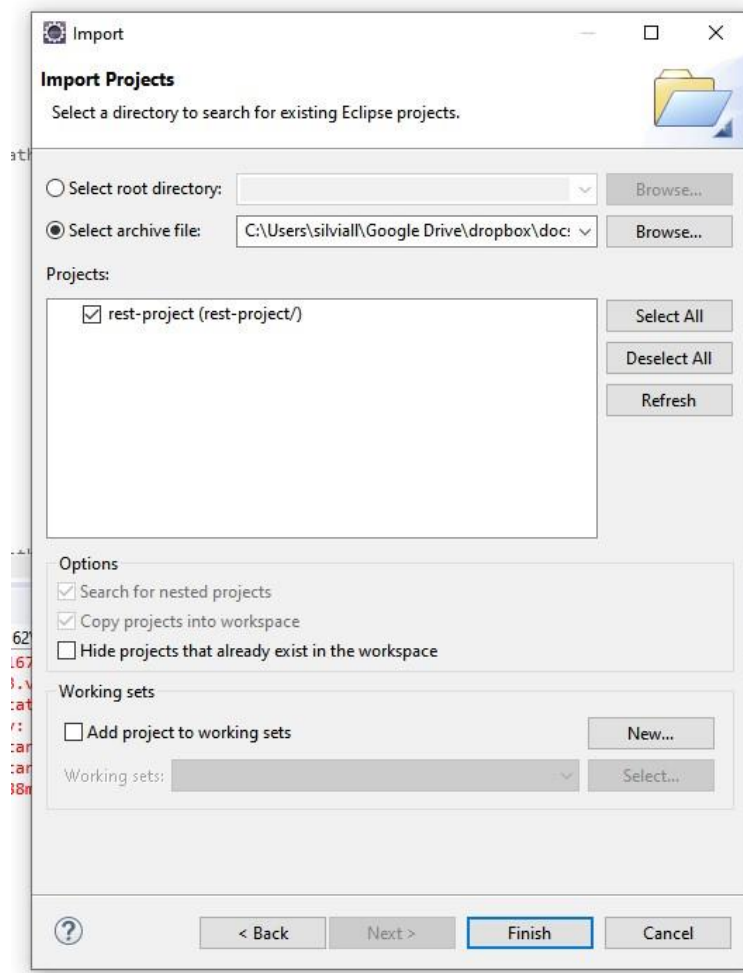 Import
Import Projects
Select a directory to search for existing Eclipse projects.
Select root directory:
Browse...
Select archive file: C:\Users\silviall\Google Drive\dropbox\doc: Browse...
Projects:
rest-project (rest-project/)
Select All
Deselect All
Refresh
Options
Search for nested projects
Copy projects into workspace
Hide projects that already exist in the workspace
Working sets
Add project to working sets
New...
Working sets:
Select...
< Back
Next >
Finish
Cancel